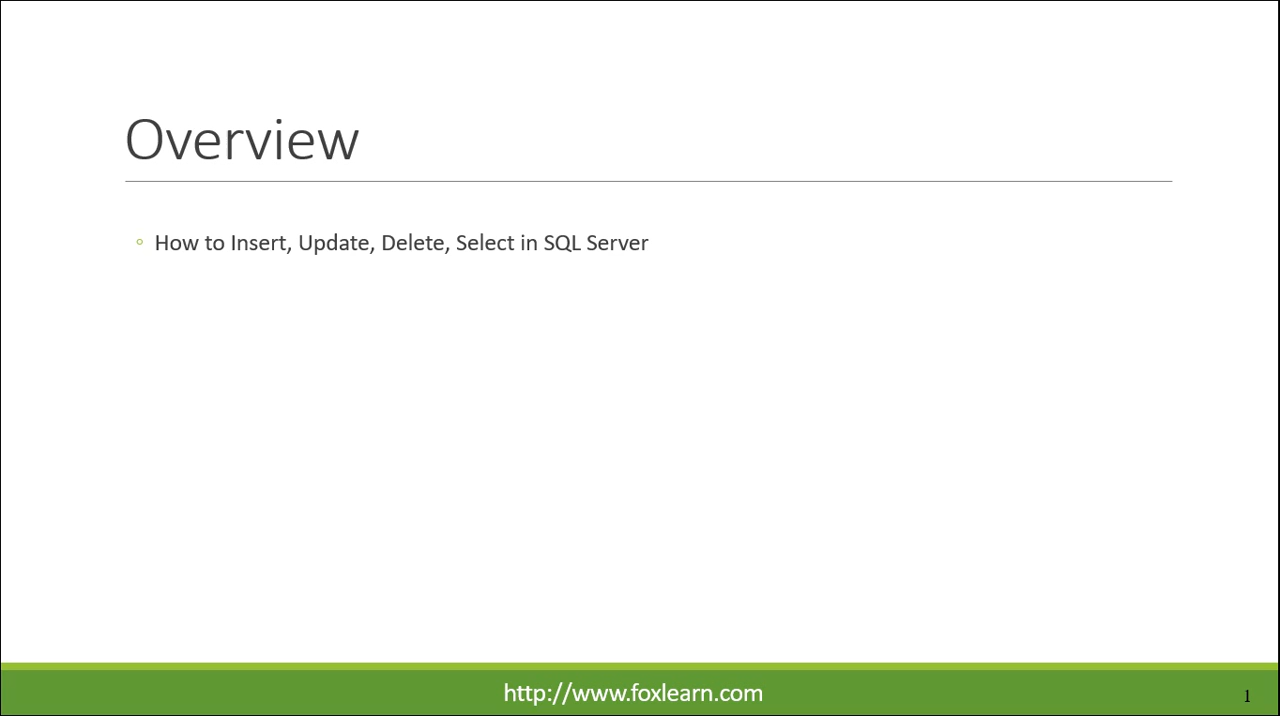 Overview
◦ How to Insert, Update, Delete, Select in SQL Server
http://www.foxlearn.com
1